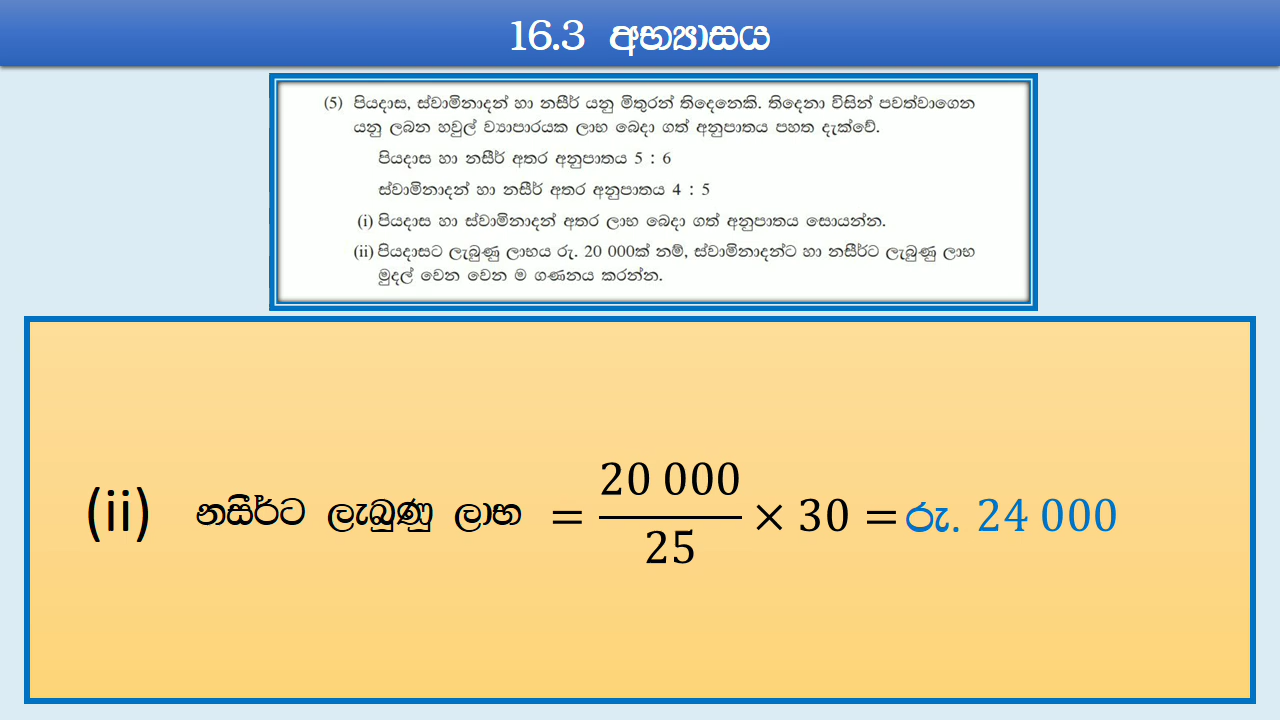 16.3 අභ්‍යාසය
(5) පියදාස, ස්වාමිනාදන් හා නසීර් යනු මිතුරන් තිදෙනෙකි. තිදෙනා විසින් පවත්වාගෙන
යනු ලබන හවුල් ව්‍යාපාරයක ලාභ බෙදා ගත් අනුපාතය පහත දැක්වේ.
පියදාස හා නසීර් අතර අනුපාතය 5 : 6
ස්වාමිනාදන් හා නසීර් අතර අනුපාතය 4 : 5
(i) පියදාස හා ස්වාමිනාදන් අතර ලාභ බෙදා ගත් අනුපාතය සොයන්න.
(ii) පියදාසට ලැබුණු ලාභය රු. 20 000ක් නම්, ස්වාමිනාදන්ට හා නසීර්ට ලැබුණු ලාභ
මුදල් වෙන වෙන ම ගණනය කරන්න.
(ii) නසීර්ට ලැබුණු ලාභ = 20 000 / 25 × 30 = රු. 24 000